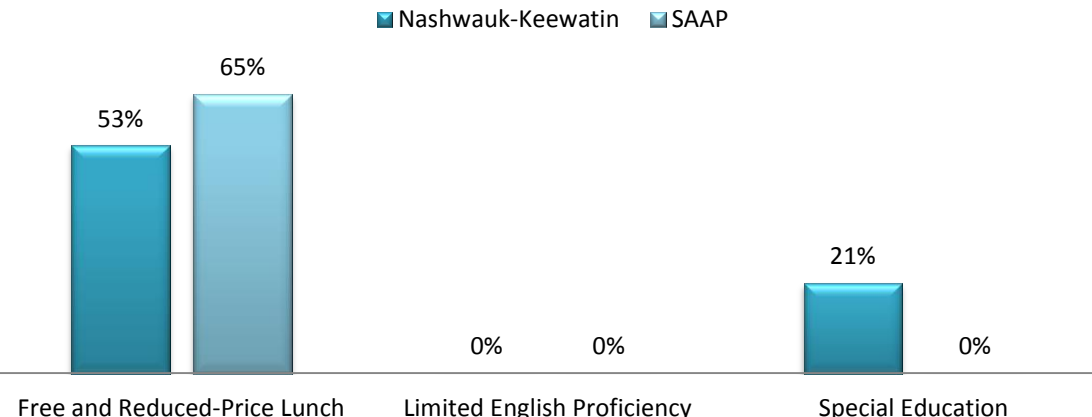 Nashwauk-Keewatin SAAP
65%
53%
21%
0% 0% 0%
Free and Reduced-Price Lunch Limited English Proficiency Special Education